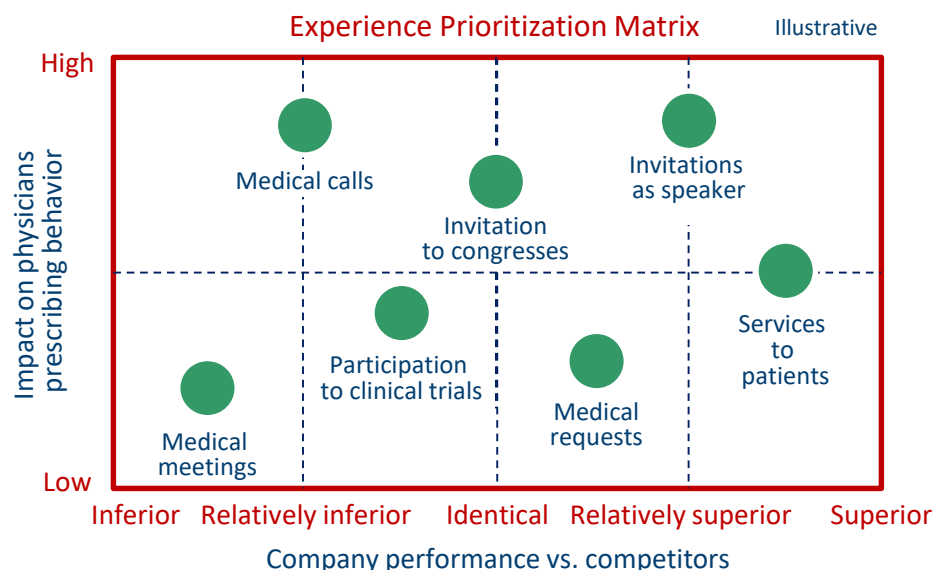 Experience Prioritization Matrix
Illustrative
High
Impact on physicians
prescribing behavior
Medical calls
Invitation
to congresses
Invitations
as speaker
Participation
to clinical trials
Services
to
patients
Medical
meetings
Medical
requests
Low
Inferior
Relatively inferior
Identical
Relatively superior
Superior
Company performance vs. competitors